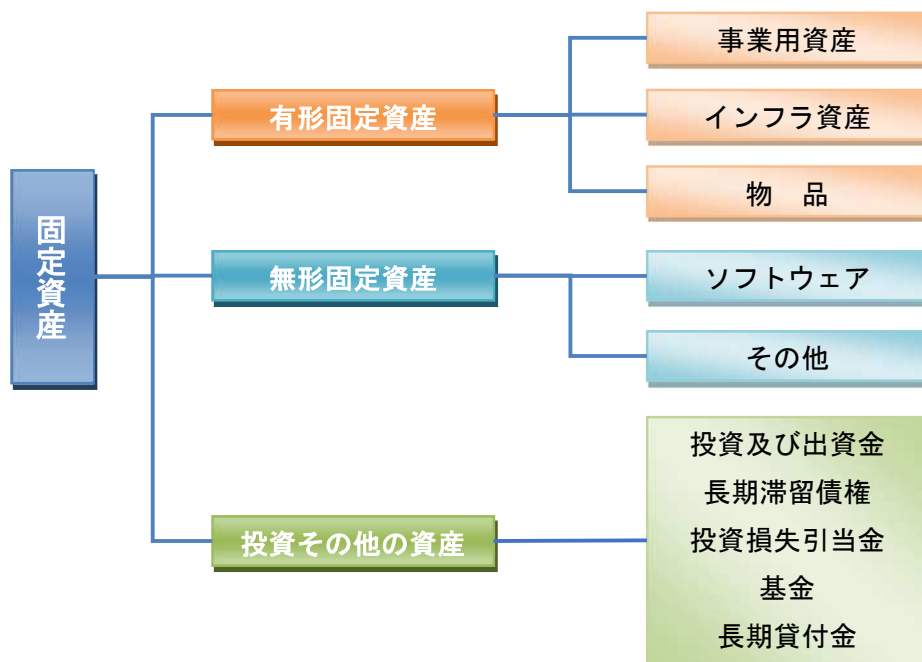 固定資産
有形固定資産
事業用資産
インフラ資産
物　品
無形固定資産
ソフトウェア
その他
投資その他の資産
投資及び出資金
長期滞留債権
投資損失引当金
基金
長期貸付金